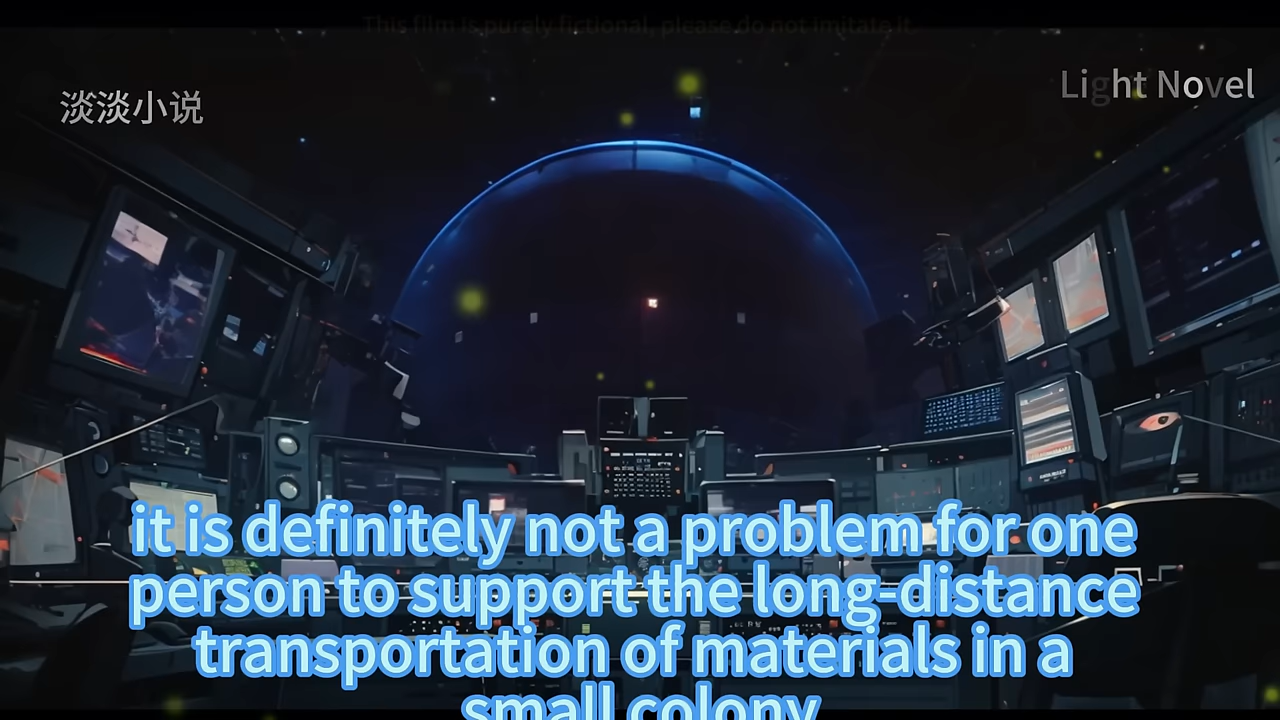 This film is purely fictional, please do not imitate it.
淡淡小说
Light Novel
it is definitely not a problem for one
person to support the long-distance
transportation of materials in a
small colony